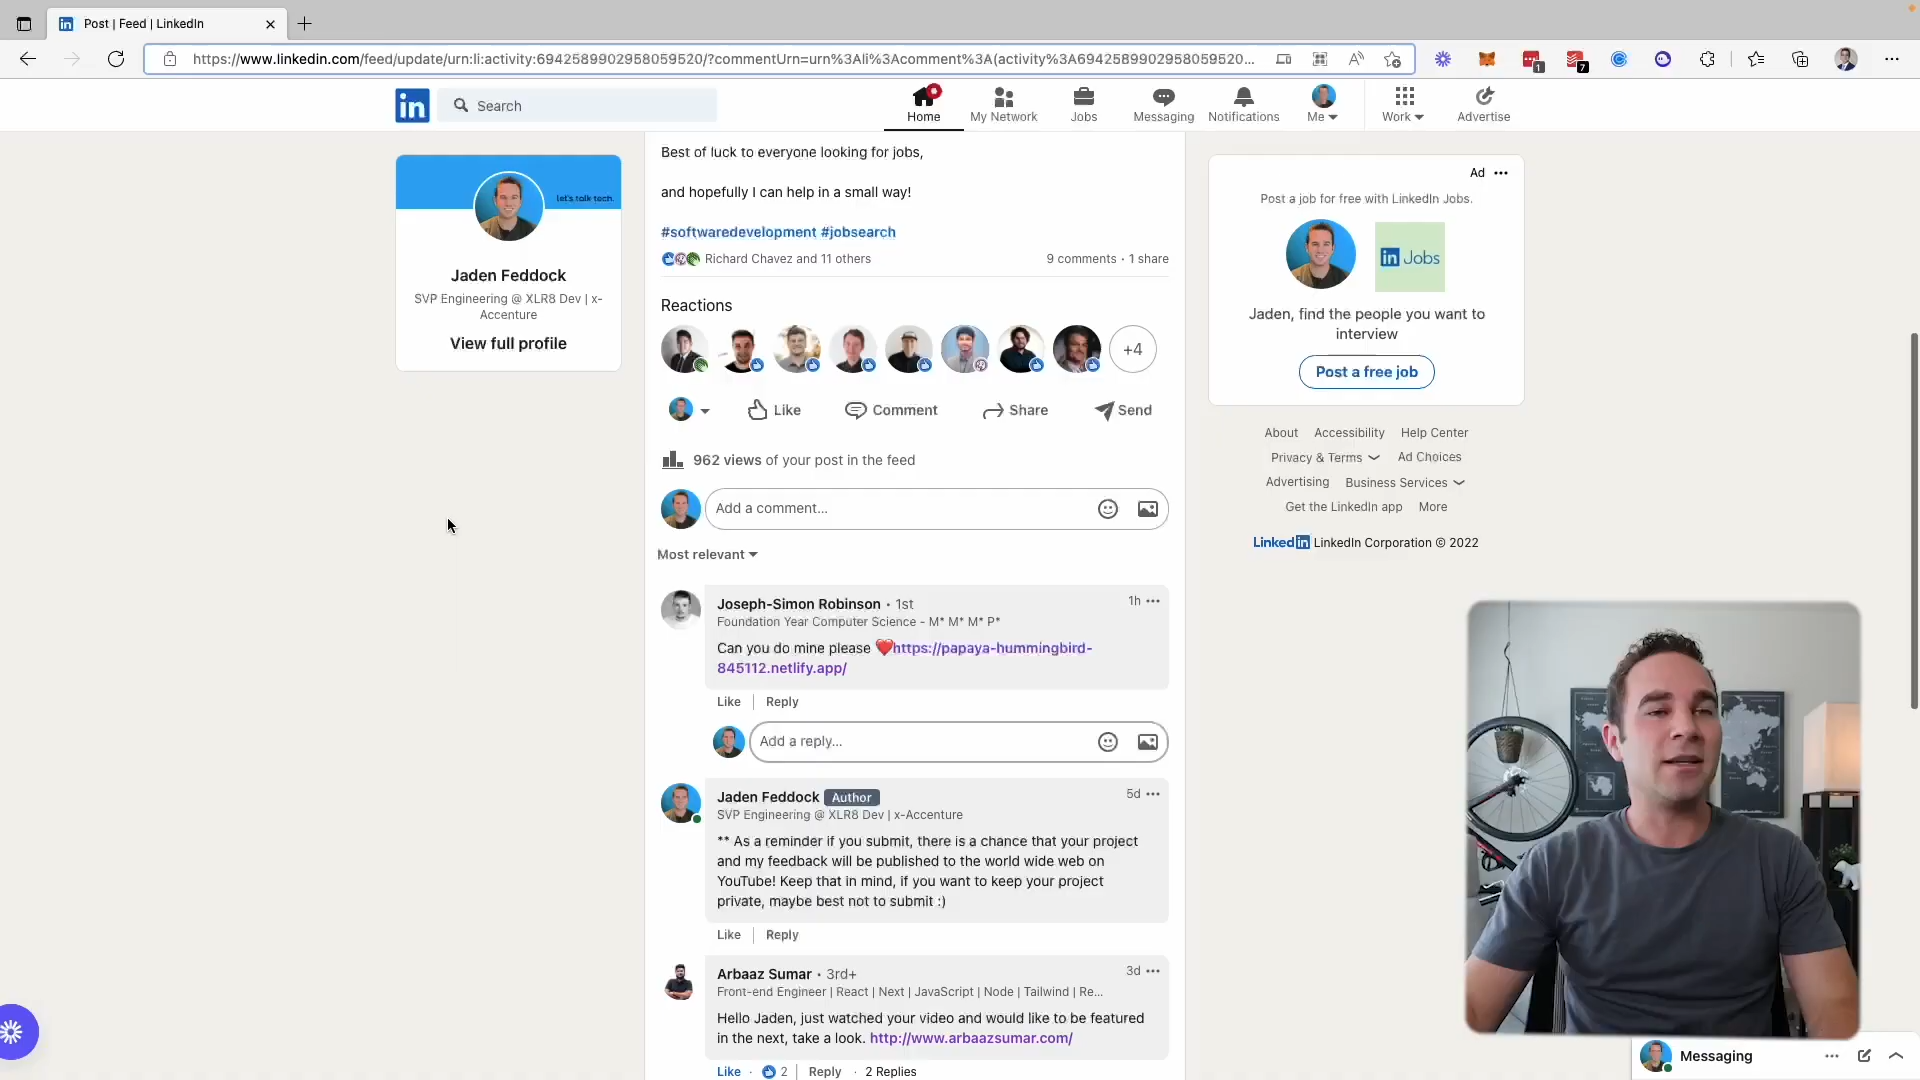 Post | Feed | LinkedIn
https://www.linkedin.com/feed/update/urn:li:activity:6942589902958059520/?commentUrn=urn%3Ali%3Acomment%3A(activity%3A6942589902958059520...
1
7
in
Search
Home
My Network
Jobs
Messaging
Notifications
Me
Work
Advertise
let's talk tech.
Jaden Feddock
SVP Engineering @ XLR8 Dev | x-
Accenture
View full profile
Best of luck to everyone looking for jobs,
and hopefully I can help in a small way!
#softwaredevelopment #jobsearch
Richard Chavez and 11 others
9 comments · 1 share
Reactions
+4
Like
Comment
Share
Send
962 views of your post in the feed
Add a comment...
Most relevant
Joseph-Simon Robinson · 1st
1h
Foundation Year Computer Science - M* M* M* P*
Can you do mine please ❤️https://papaya-hummingbird-
845112.netlify.app/
Like
Reply
Add a reply...
Jaden Feddock Author
5d
SVP Engineering @ XLR8 Dev | x-Accenture
** As a reminder if you submit, there is a chance that your project
and my feedback will be published to the world wide web on
YouTube! Keep that in mind, if you want to keep your project
private, maybe best not to submit :)
Like
Reply
Arbaaz Sumar · 3rd+
3d
Front-end Engineer | React | Next | JavaScript | Node | Tailwind | Re...
Hello Jaden, just watched your video and would like to be featured
in the next, take a look. http://www.arbaazsumar.com/
Like · 2 | Reply · 2 Replies
Ad
Post a job for free with LinkedIn Jobs.
in Jobs
Jaden, find the people you want to
interview
Post a free job
About
Accessibility
Help Center
Privacy & Terms
Ad Choices
Advertising
Business Services
Get the LinkedIn app
More
Linked in LinkedIn Corporation © 2022
Messaging